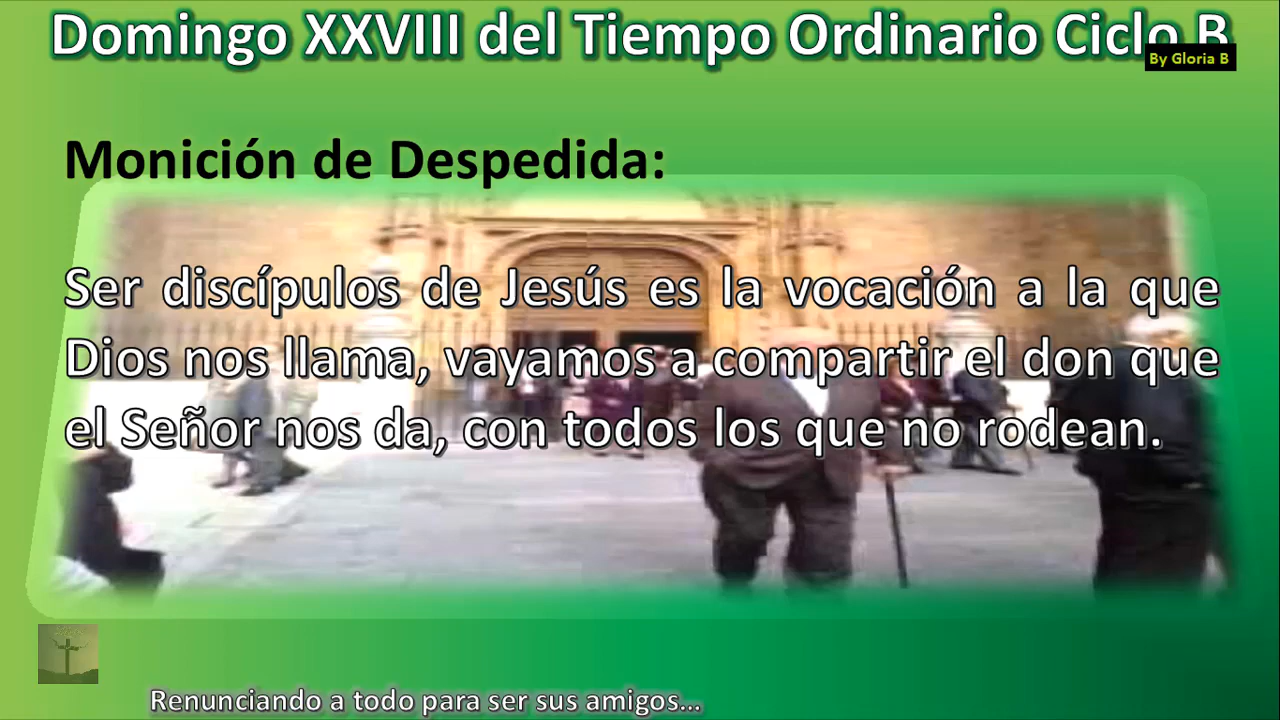 Domingo XXVIII del Tiempo Ordinario Ciclo B
By Gloria B
Monición de Despedida:
Ser discípulos de Jesús es la vocación a la que
Dios nos llama, vayamos a compartir el don que
el Señor nos da, con todos los que no rodean.
Renunciando a todo para ser sus amigos...